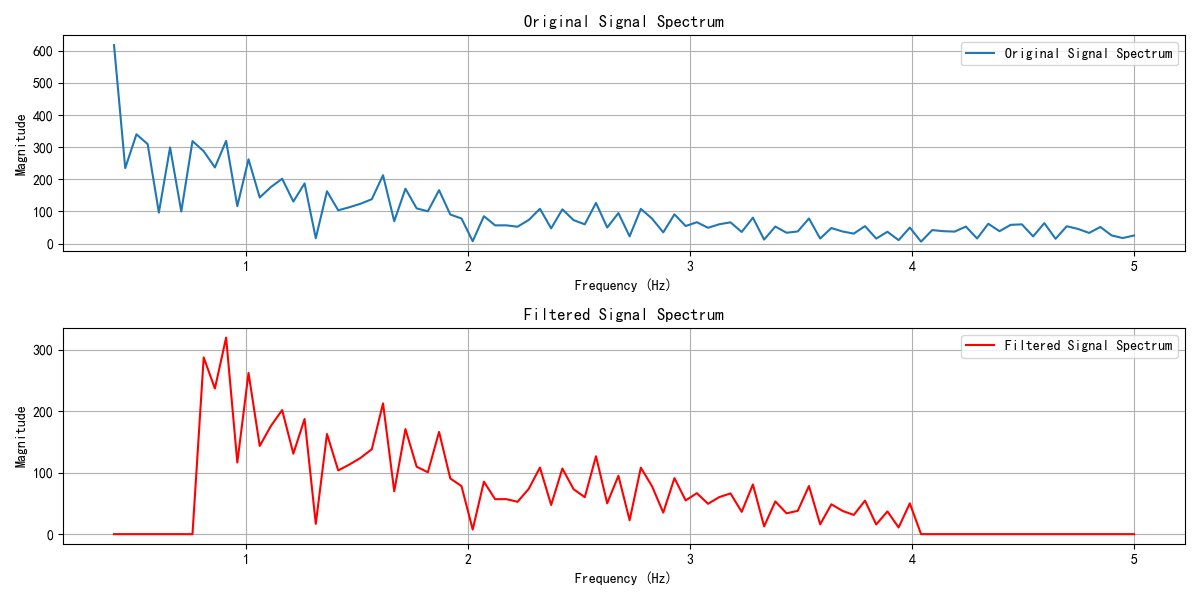 Original Signal Spectrum
Original Signal Spectrum
Magnitude
600
500
400
300
200
100
0
1 2 3 4 5
Frequency (Hz)
Filtered Signal Spectrum
Filtered Signal Spectrum
Magnitude
300
200
100
0
1 2 3 4 5
Frequency (Hz)